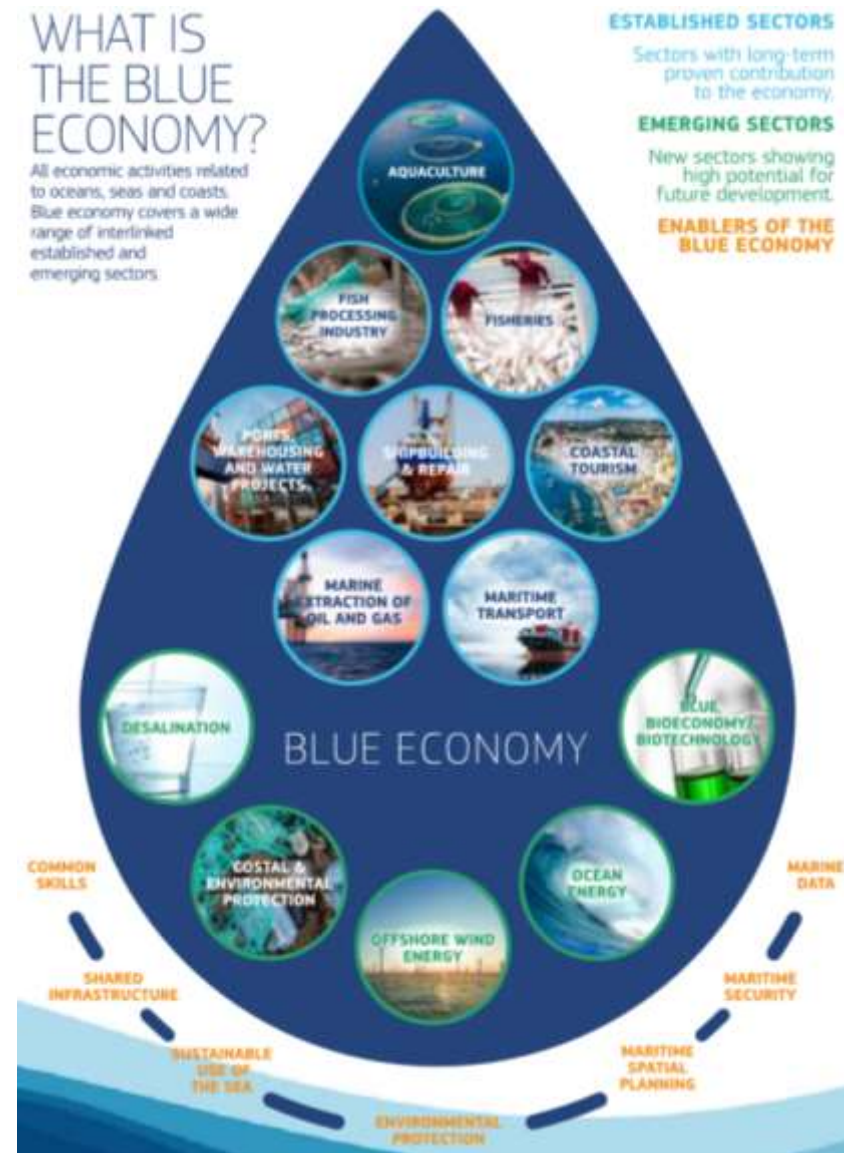 WHAT IS
THE BLUE
ECONOMY?
All economic activities related
to oceans, seas and coasts.
Blue economy covers a wide
range of interlinked
established and
emerging sectors
ESTABLISHED SECTORS
Sectors with long-term
proven contribution
to the economy.
EMERGING SECTORS
New sectors showing
high potential for
future development.
ENABLERS OF THE
BLUE ECONOMY
AQUACULTURE
FISH
PROCESSING
INDUSTRY
FISHERIES
PORTS,
WAREHOUSING
AND WATER
PROJECTS.
SHIPBUILDING
& REPAIR
COASTAL
TOURISM
MARINE
EXTRACTION OF
OIL AND GAS
MARITIME
TRANSPORT
DESALINATION
BLUE ECONOMY
BLUE
BIOECONOMY/
BIOTECHNOLOGY
COSTAL &
ENVIRONMENTAL
PROTECTION
OCEAN
ENERGY
OFFSHORE WIND
ENERGY
COMMON
SKILLS
SHARED
INFRASTRUCTURE
SUSTAINABLE
USE OF
THE SEA
ENVIRONMENTAL
PROTECTION
MARITIME
SPATIAL
PLANNING
MARITIME
SECURITY
MARINE
DATA